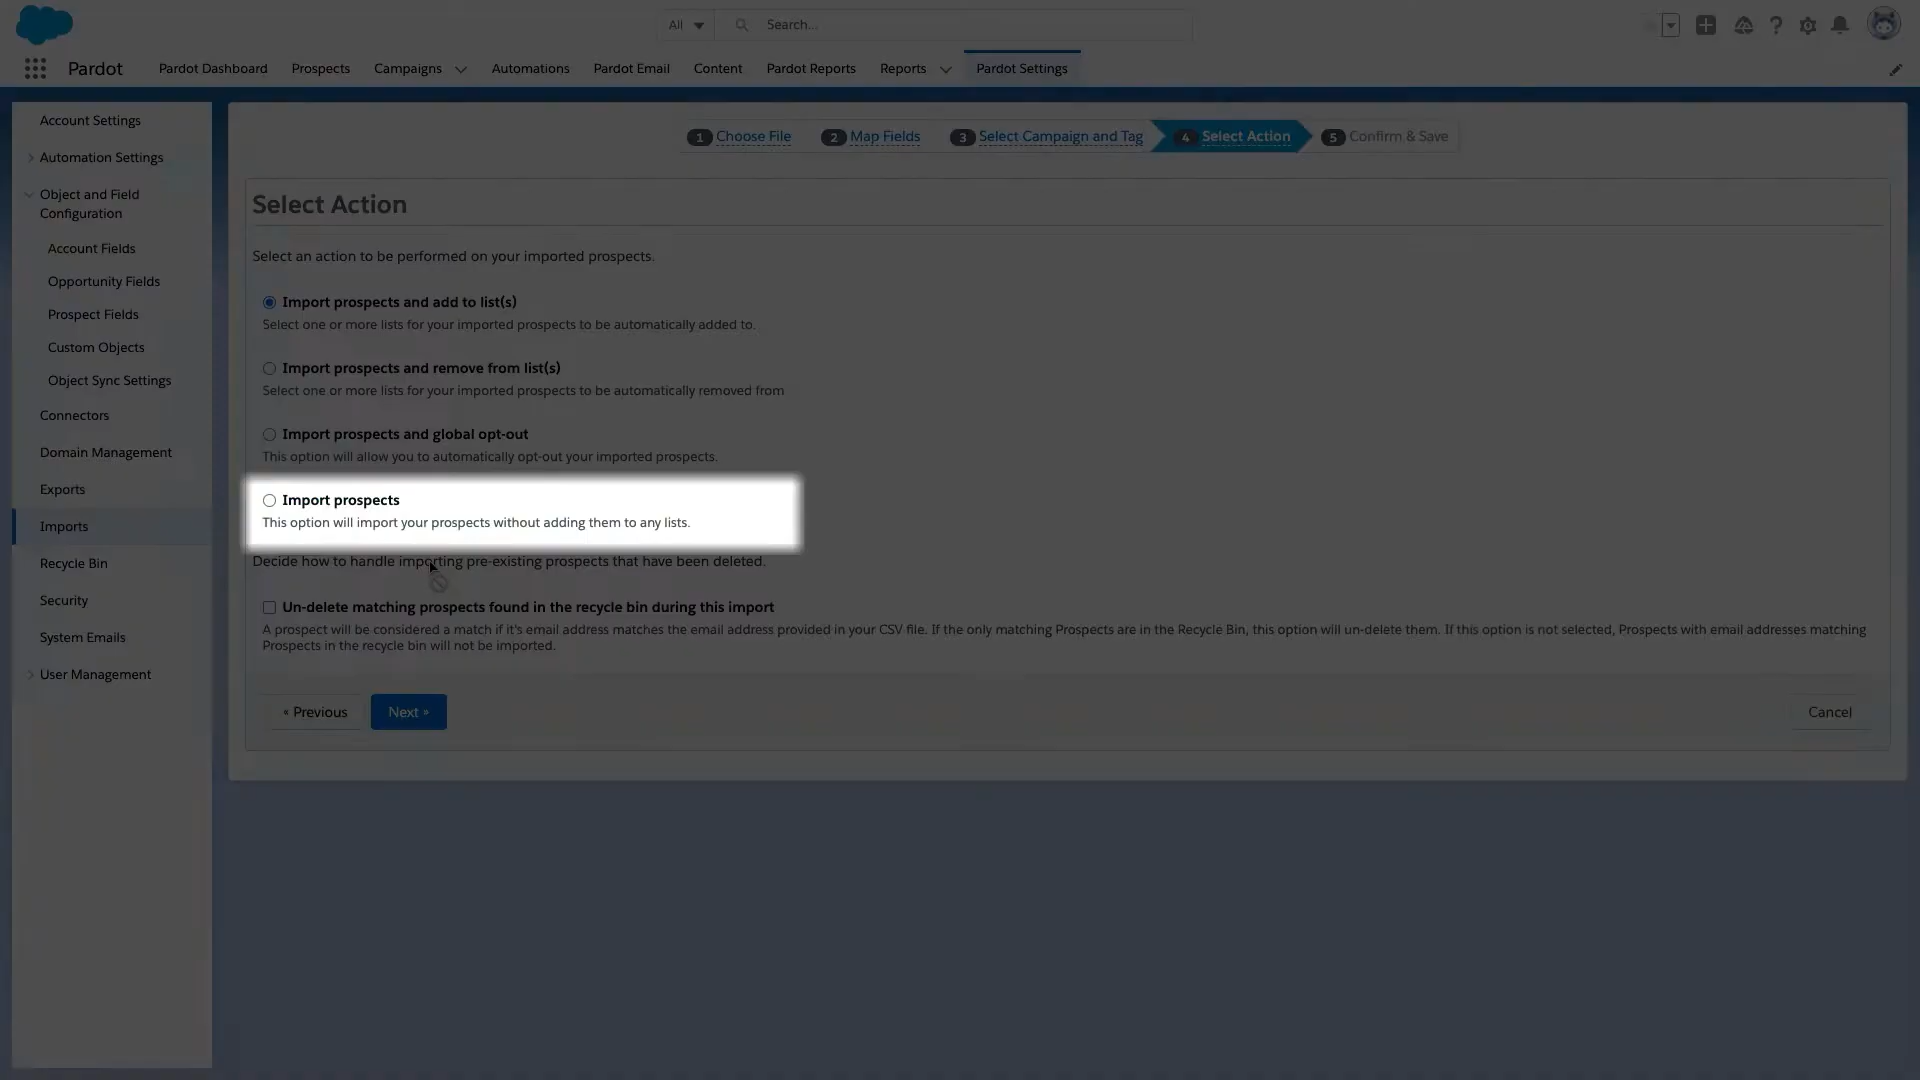 All
Search...
Pardot
Pardot Dashboard
Prospects
Campaigns
Automations
Pardot Email
Content
Pardot Reports
Reports
Pardot Settings
Account Settings
Automation Settings
Object and Field
Configuration
Account Fields
Opportunity Fields
Prospect Fields
Custom Objects
Object Sync Settings
Connectors
Domain Management
Exports
Imports
Recycle Bin
Security
System Emails
User Management
1 Choose File
2 Map Fields
3 Select Campaign and Tag
4 Select Action
5 Confirm & Save
Select Action
Select an action to be performed on your imported prospects.
Import prospects and add to list(s)
Select one or more lists for your imported prospects to be automatically added to.
Import prospects and remove from list(s)
Select one or more lists for your imported prospects to be automatically removed from
Import prospects and global opt-out
This option will allow you to automatically opt-out your imported prospects.
Import prospects
This option will import your prospects without adding them to any lists.
Decide how to handle importing pre-existing prospects that have been deleted.
Un-delete matching prospects found in the recycle bin during this import
A prospect will be considered a match if it's email address matches the email address provided in your CSV file. If the only matching Prospects are in the Recycle Bin, this option will un-delete them. If this option is not selected, Prospects with email addresses matching
Prospects in the recycle bin will not be imported.
« Previous
Next »
Cancel